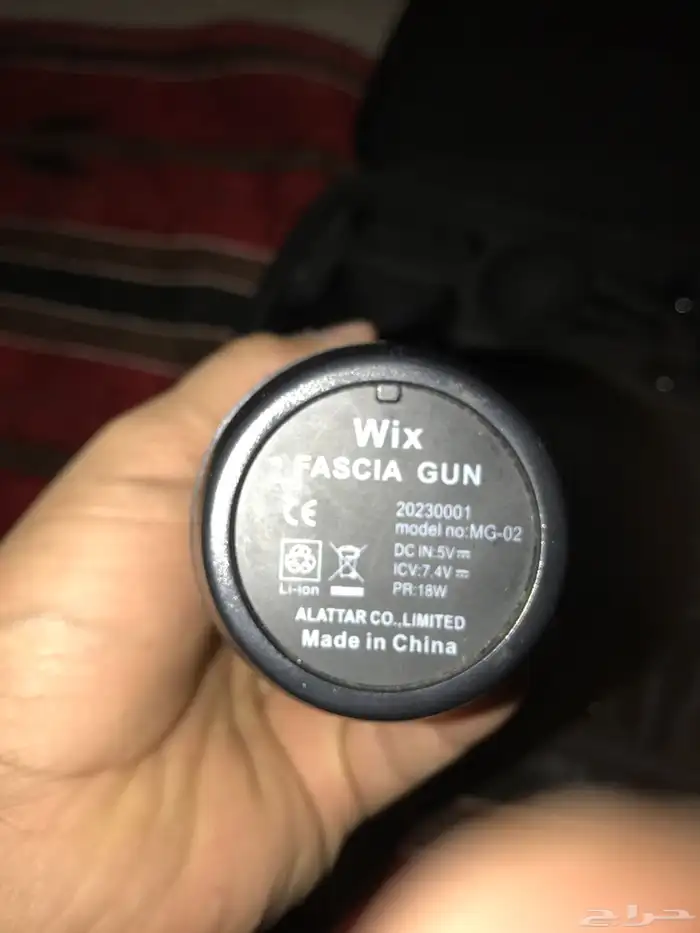 Wix
FASCIA GUN
CE
20230001
model no:MG-02
DC IN:5V⎓
ICV:7.4V⎓
PR:18W
Li-ion
ALATTAR CO.,LIMITED
Made in China
حراج